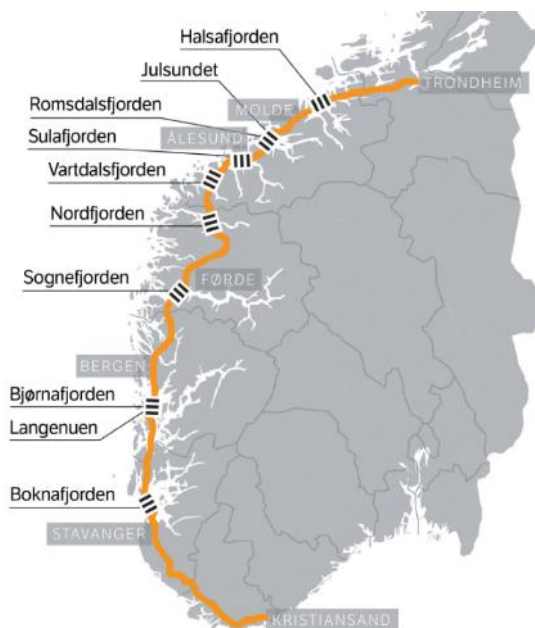 Halsafjorden
Julsundet
TRONDHEIM
MOLDE
Romsdalsfjorden
ÅLESUND
Sulafjorden
Vartdalsfjorden
Nordfjorden
Sognefjorden
FØRDE
BERGEN
Bjørnafjorden
Langenuen
Boknafjorden
STAVANGER
KRISTIANSAND